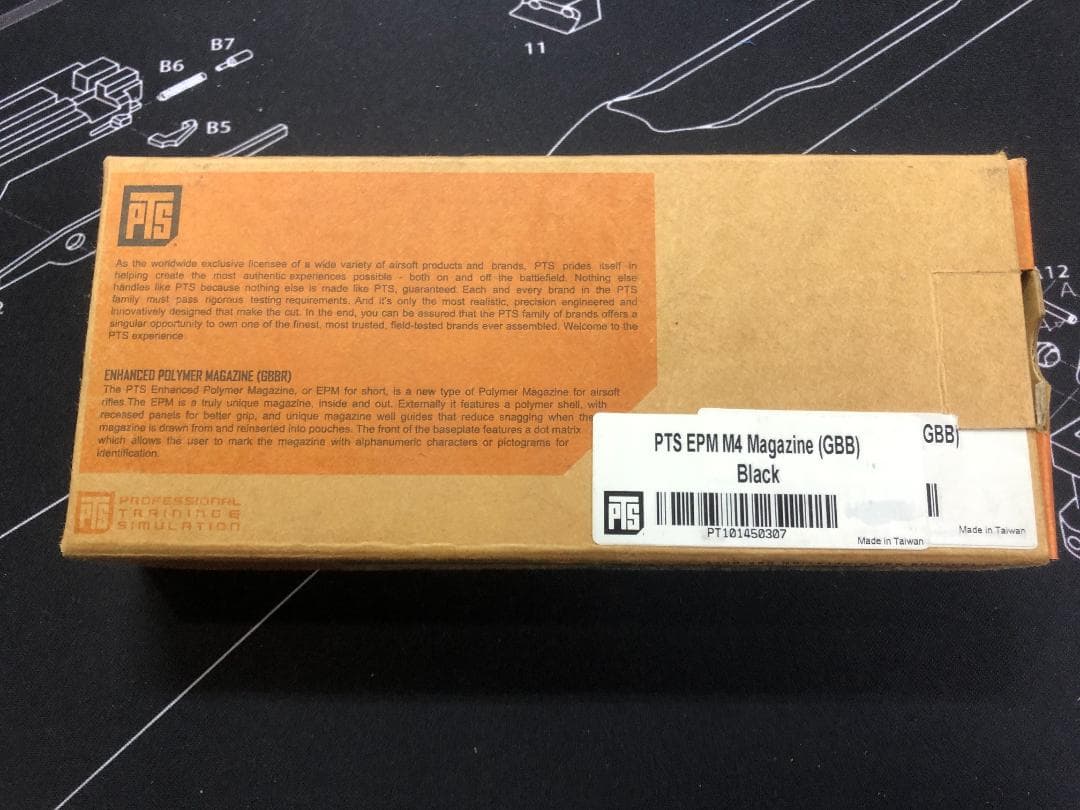 B7
B6
B5
11
12
A
PTS
As the worldwide exclusive licensee of a wide variety of airsoft products and brands, PTS prides itself in
helping create the most authentic experiences possible - both on and off the battlefield. Nothing else
handles like PTS because nothing else is made like PTS, guaranteed. Each and every brand in the PTS
family must pass rigorous testing requirements. And it's only the most realistic, precision engineered and
innovatively designed that make the cut. In the end, you can be assured that the PTS family of brands offers a
singular opportunity to own one of the finest, most trusted, field-tested brands ever assembled. Welcome to the
PTS experience.
ENHANCED POLYMER MAGAZINE (GBBR)
The PTS Enhanced Polymer Magazine, or EPM for short, is a new type of Polymer Magazine for airsoft
rifles The EPM is a truly unique magazine, inside and out. Externally it features a polymer shell, with
recessed panels for better grip, and unique magazine well guides that reduce snagging when the
magazine is drawn from and reinserted into pouches. The front of the baseplate features a dot matrix
which allows the user to mark the magazine with alphanumeric characters or pictograms for
identification.
PTS PROFESSIONAL
TRAINING &
SIMULATION
PTS EPM M4 Magazine (GBB)
Black
PTS
PT101450307
Made in Taiwan
GBB)
Made in Taiwan